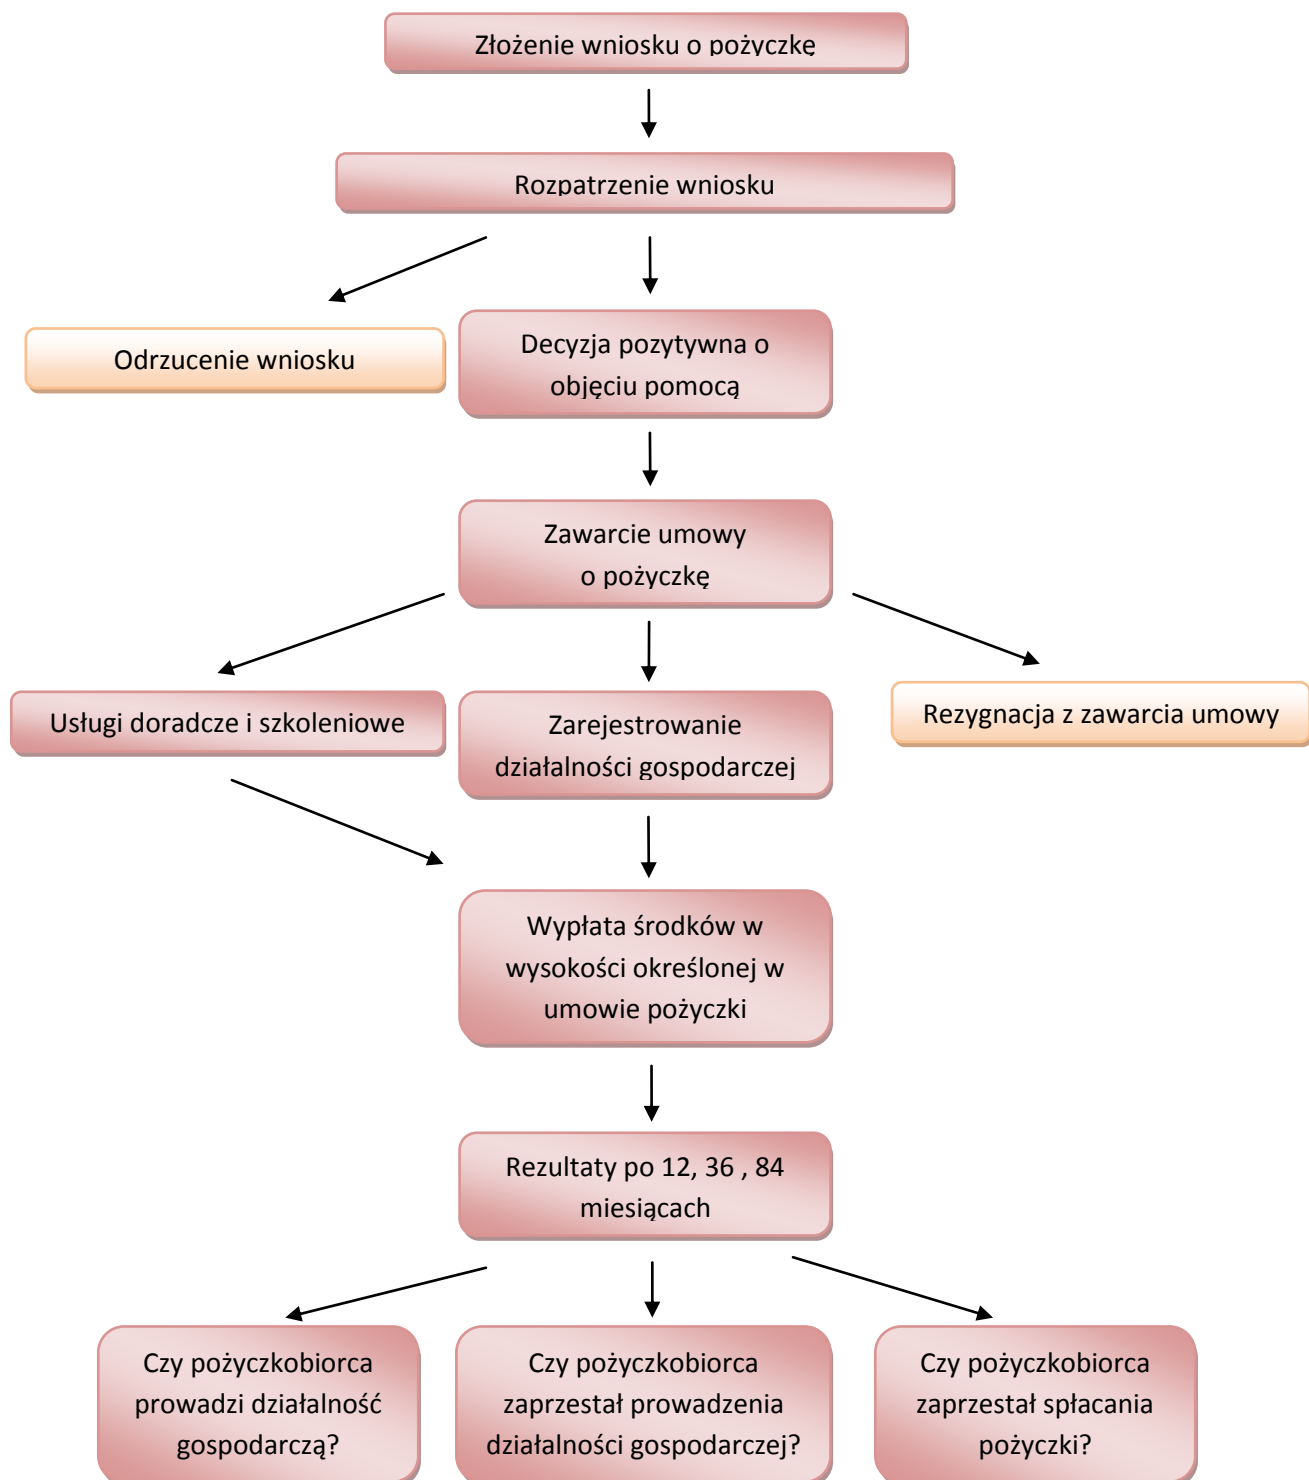 Złożenie wniosku o pożyczkę
Rozpatrzenie wniosku
Odrzucenie wniosku
Decyzja pozytywna o
objęciu pomocą
Zawarcie umowy
o pożyczkę
Usługi doradcze i szkoleniowe
Zarejestrowanie
działalności gospodarczej
Rezygnacja z zawarcia umowy
Wypłata środków w
wysokości określonej w
umowie pożyczki
Rezultaty po 12, 36 , 84
miesiącach
Czy pożyczkobiorca
prowadzi działalność
gospodarczą?
Czy pożyczkobiorca
zaprzestał prowadzenia
działalności gospodarczej?
Czy pożyczkobiorca
zaprzestał spłacania
pożyczki?